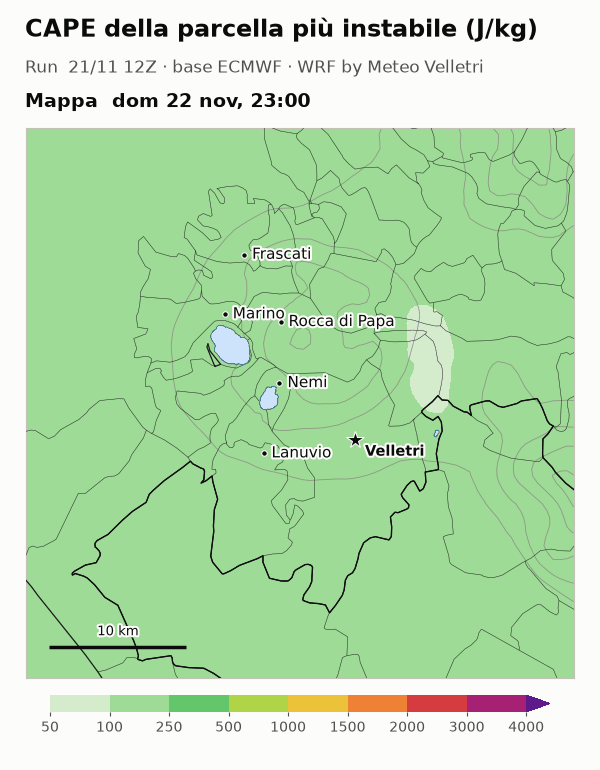 CAPE della parcella più instabile (J/kg)
Run  21/11 12Z · base ECMWF · WRF by Meteo Velletri
Mappa  dom 22 nov, 23:00
Frascati
Marino
Rocca di Papa
Nemi
Velletri
Lanuvio
10 km
50 100 250 500 1000 1500 2000 3000 4000